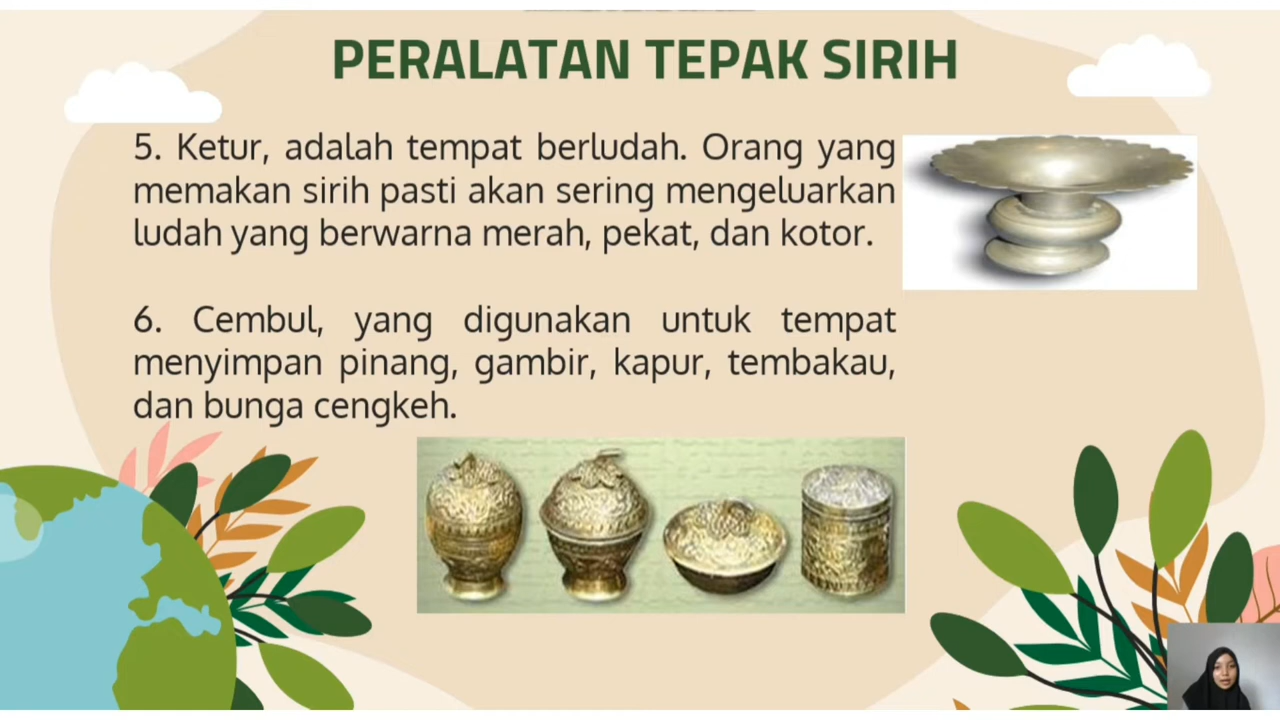 PERALATAN TEPAK SIRIH
5. Ketur, adalah tempat berludah. Orang yang
memakan sirih pasti akan sering mengeluarkan
ludah yang berwarna merah, pekat, dan kotor.
6. Cembul, yang digunakan untuk tempat
menyimpan pinang, gambir, kapur, tembakau,
dan bunga cengkeh.